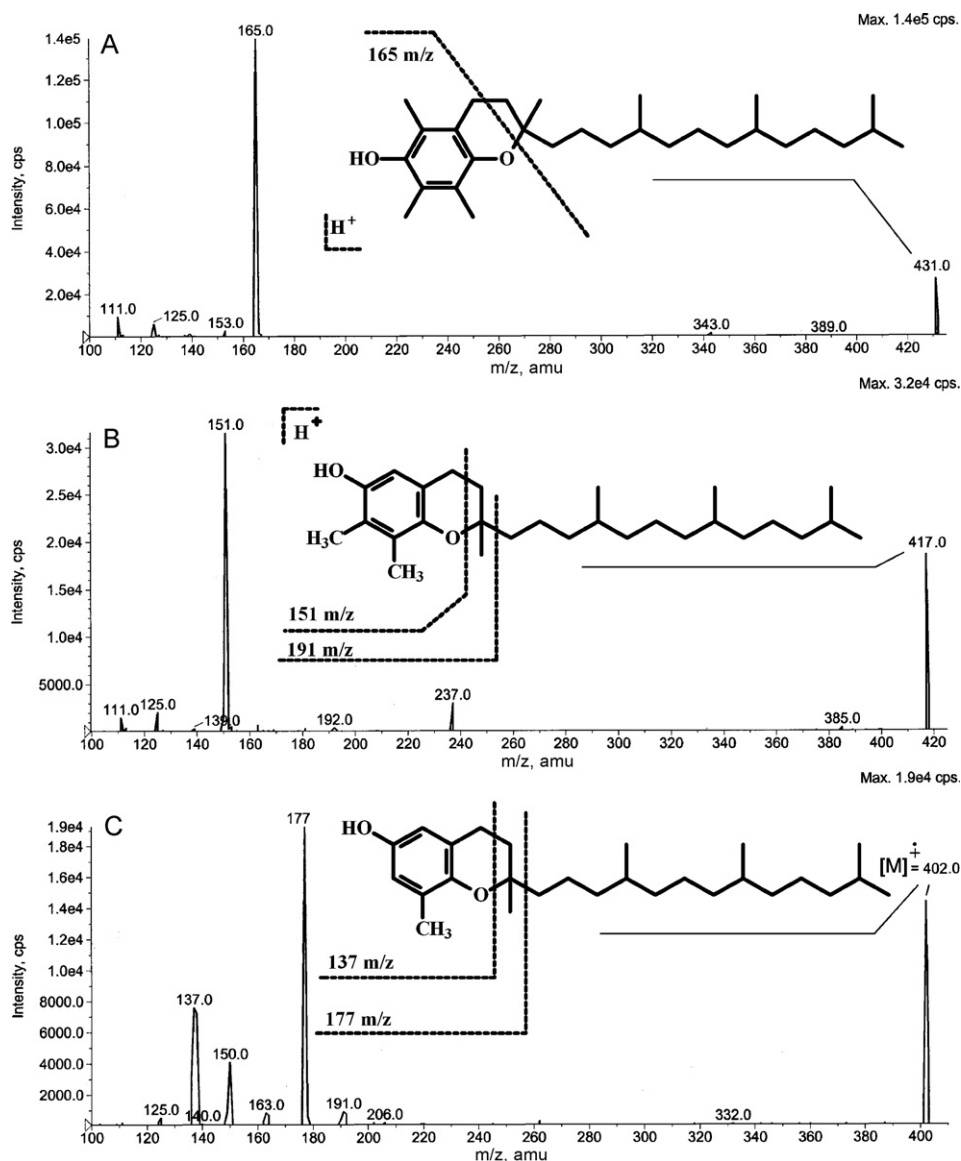 Max. 1.4e5 cps.
A
165.0
1.4e5
1.2e5
1.0e5
8.0e4
6.0e4
4.0e4
2.0e4
Intensity, cps
165 m/z
HO
O
H+
431.0
111.0
125.0
153.0
343.0
389.0
100 120 140 160 180 200 220 240 260 280 300 320 340 360 380 400 420
m/z, amu
Max. 3.2e4 cps.
B
151.0
3.0e4
2.5e4
2.0e4
1.5e4
1.0e4
5000.0
Intensity, cps
H+
HO
H3C
O
CH3
151 m/z
191 m/z
417.0
111.0
125.0
139.0
192.0
237.0
385.0
100 120 140 160 180 200 220 240 260 280 300 320 340 360 380 400 420
m/z, amu
Max. 1.9e4 cps.
C
177
1.9e4
1.8e4
1.6e4
1.4e4
1.2e4
1.0e4
8000.0
6000.0
4000.0
2000.0
Intensity, cps
HO
O
CH3
137 m/z
177 m/z
[M]+• = 402.0
137.0
150.0
125.0
140.0
163.0
191.0
206.0
332.0
100 120 140 160 180 200 220 240 260 280 300 320 340 360 380 400
m/z, amu